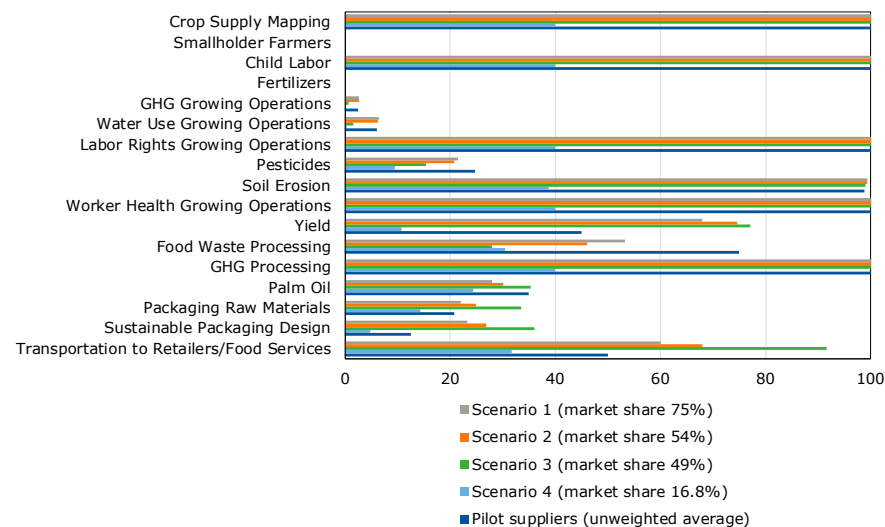 Crop Supply Mapping
Smallholder Farmers
Child Labor
Fertilizers
GHG Growing Operations
Water Use Growing Operations
Labor Rights Growing Operations
Pesticides
Soil Erosion
Worker Health Growing Operations
Yield
Food Waste Processing
GHG Processing
Palm Oil
Packaging Raw Materials
Sustainable Packaging Design
Transportation to Retailers/Food Services
0 20 40 60 80 100
Scenario 1 (market share 75%)
Scenario 2 (market share 54%)
Scenario 3 (market share 49%)
Scenario 4 (market share 16.8%)
Pilot suppliers (unweighted average)